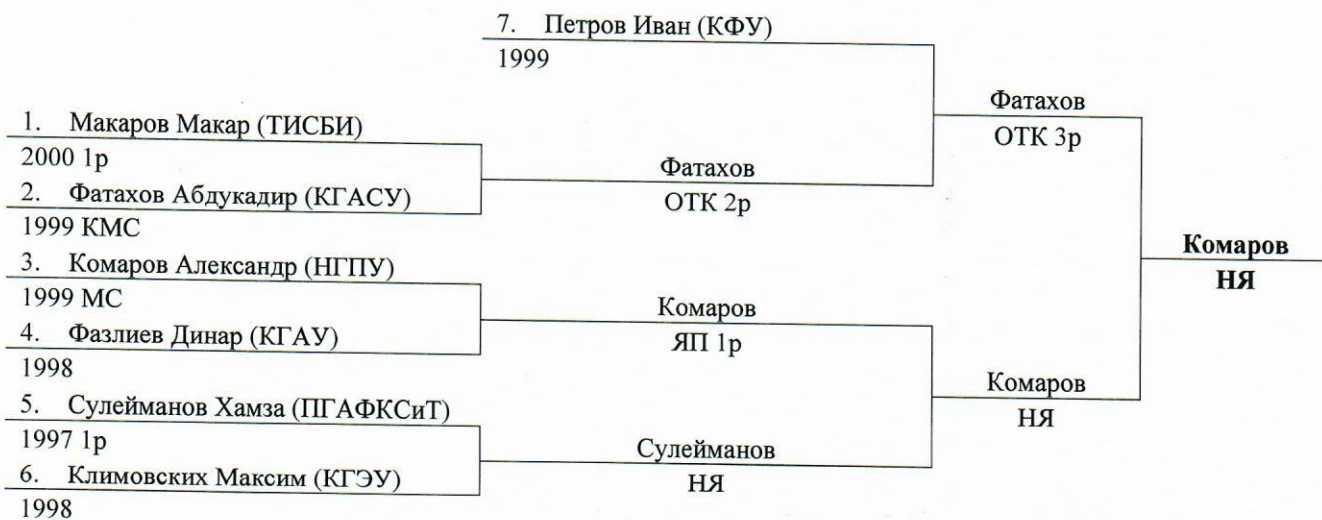 7. Петров Иван (КФУ)
1999
1. Макаров Макар (ТИСБИ)
2000 1р
2. Фатахов Абдукадир (КГАСУ)
1999 КМС
3. Комаров Александр (НГПУ)
1999 МС
4. Фазлиев Динар (КГАУ)
1998
5. Сулейманов Хамза (ПГАФКСиТ)
1997 1р
6. Климовских Максим (КГЭУ)
1998
Фатахов
ОТК 2р
Комаров
ЯП 1р
Сулейманов
НЯ
Фатахов
ОТК 3р
Комаров
НЯ
Комаров
НЯ